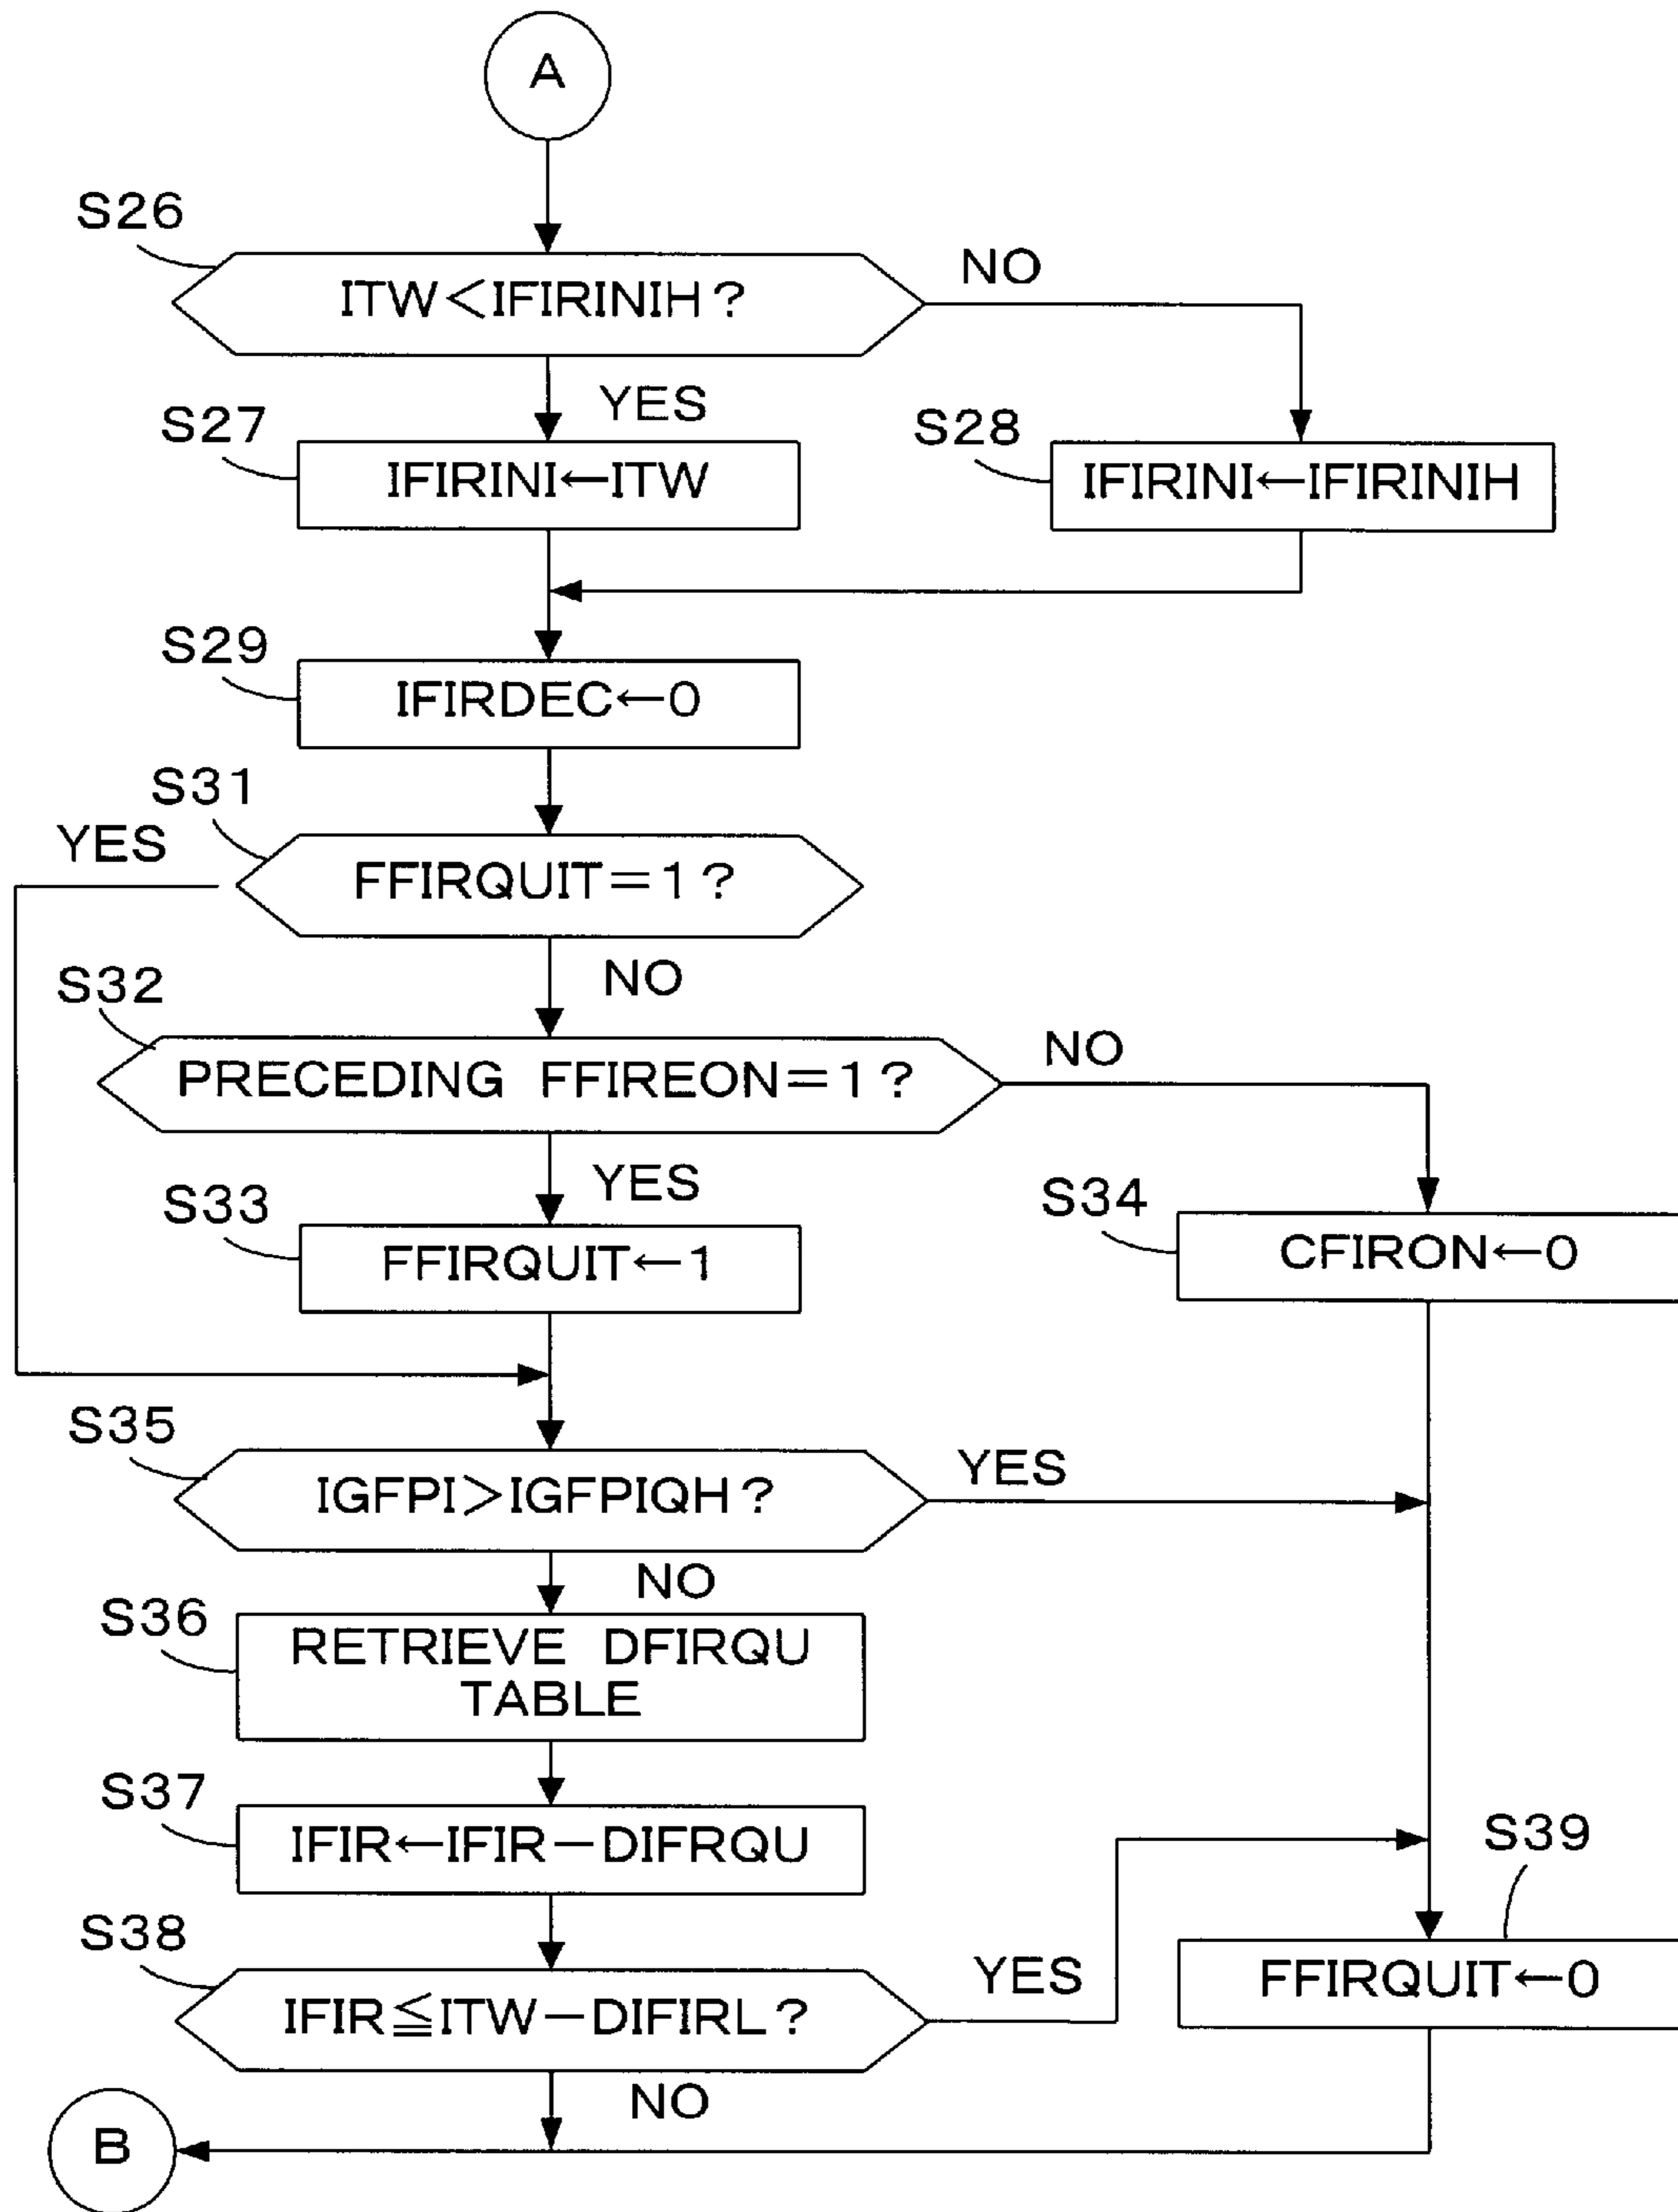 A
S26
ITW<IFIRINIH?
NO
YES
S27
IFIRINI←ITW
S28
IFIRINI←IFIRINIH
S29
IFIRDEC←0
S31
YES
FFIRQUIT=1?
NO
S32
PRECEDING FFIREON=1?
NO
YES
S33
FFIRQUIT←1
S34
CFIRON←0
S35
IGFPI>IGFPIQH?
YES
NO
S36
RETRIEVE DFIRQU
TABLE
S37
IFIR←IFIR-DIFRQU
S39
S38
IFIR≦ITW-DIFIRL?
YES
FFIRQUIT←0
NO
B